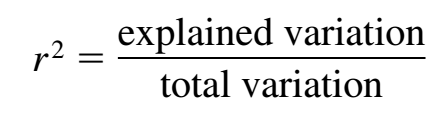 r² = explained variation / total variation